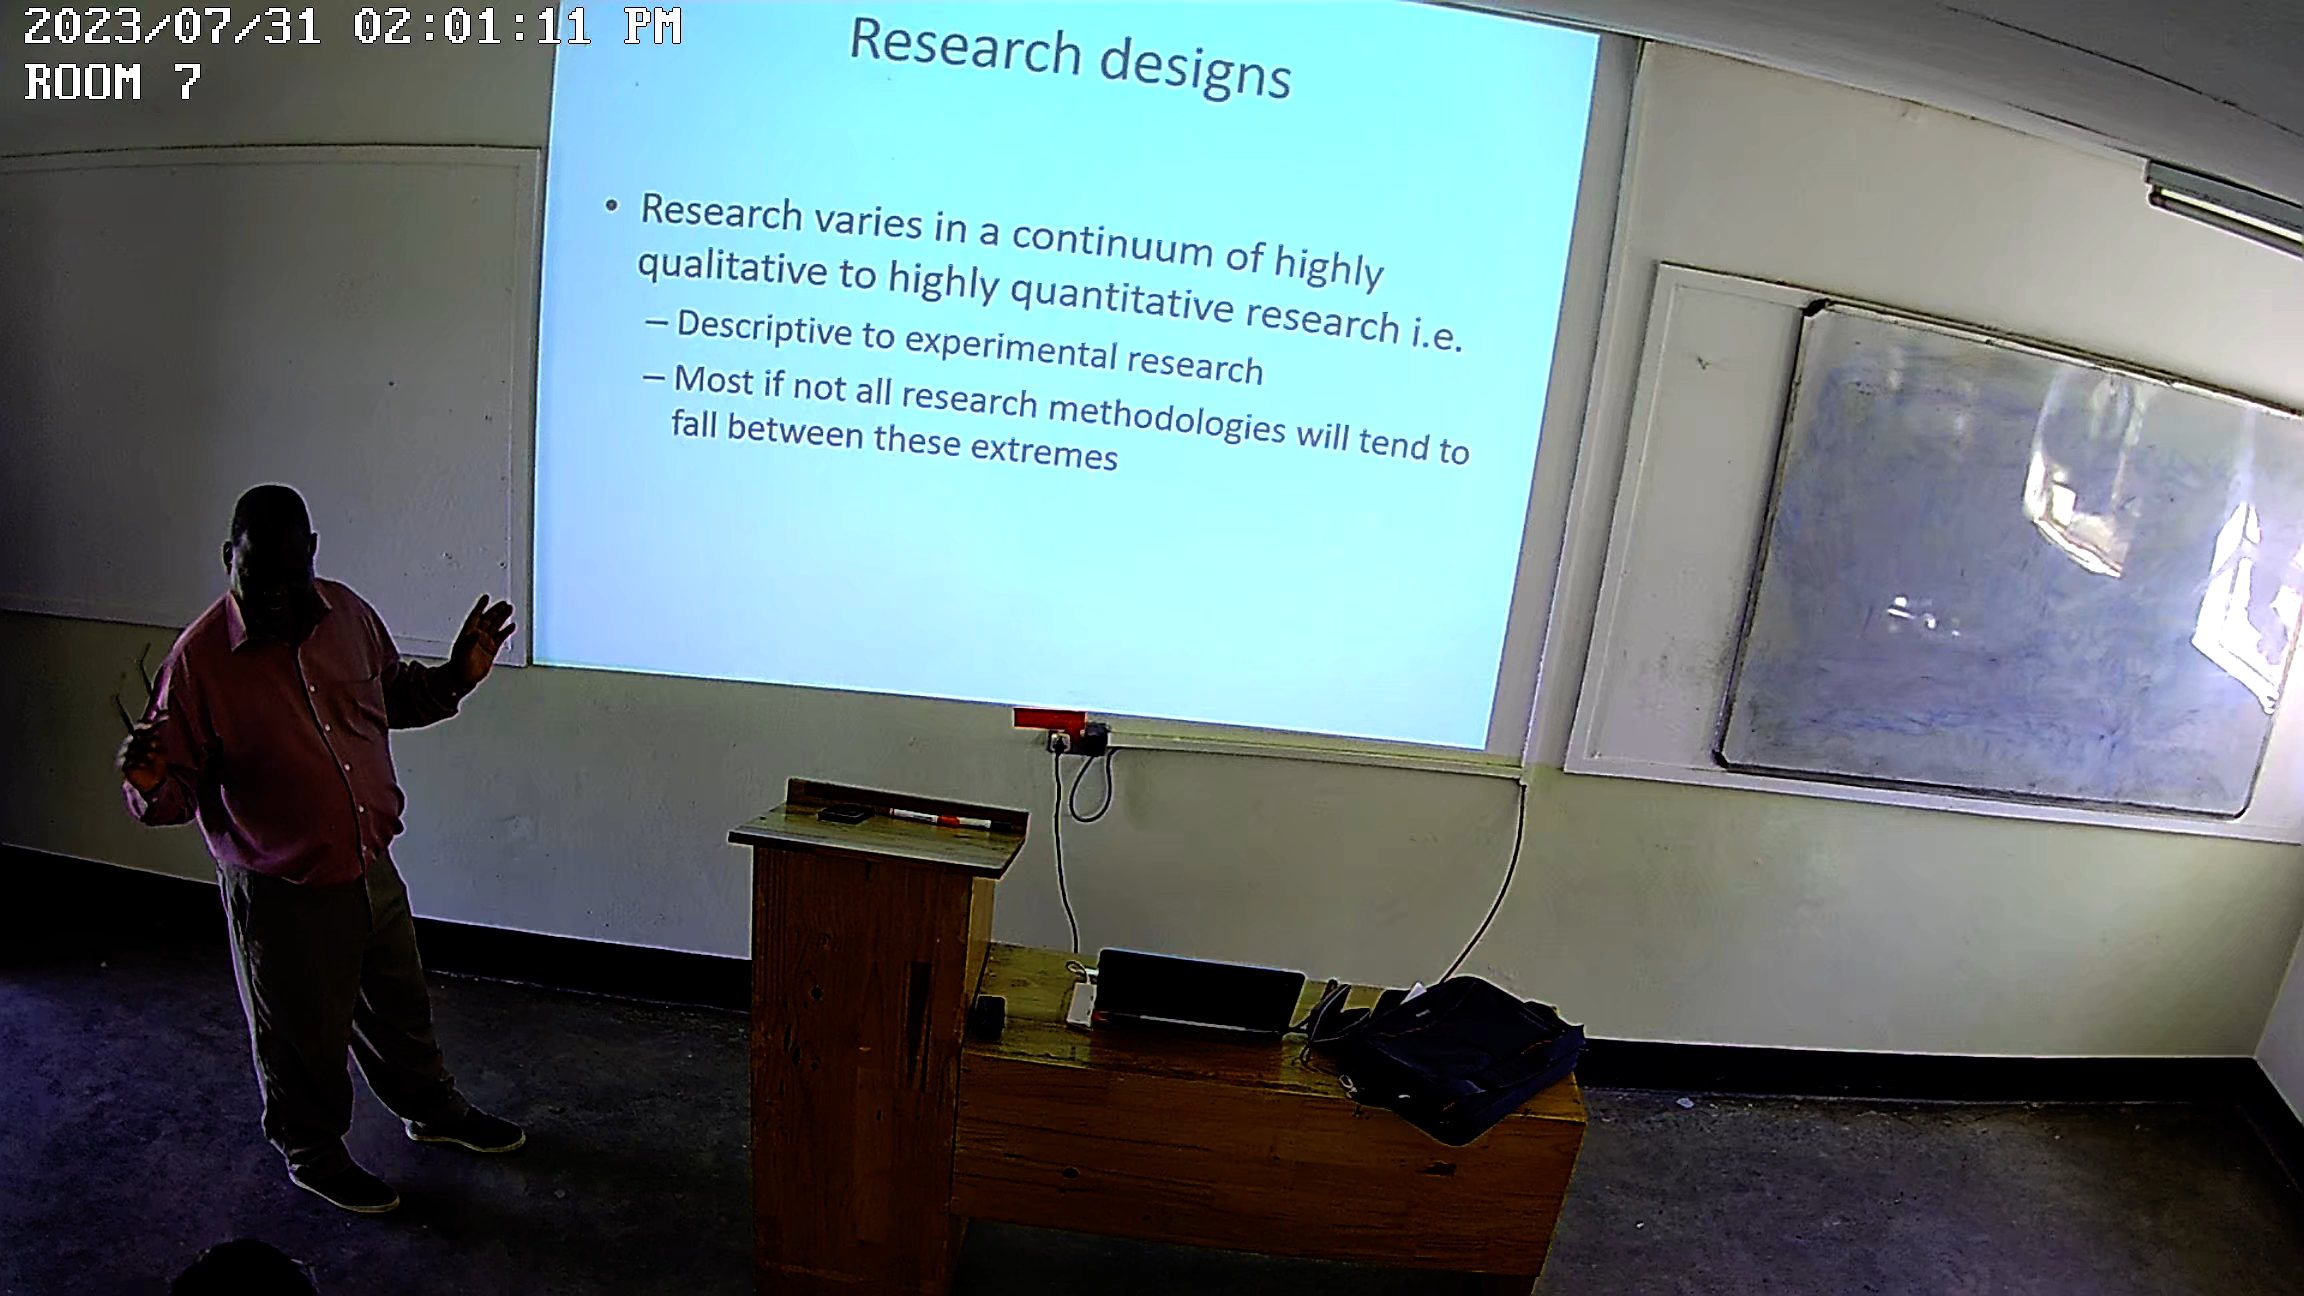 2023/07/31 02:01:11 PM
ROOM 7
Research designs
• Research varies in a continuum of highly
qualitative to highly quantitative research i.e.
– Descriptive to experimental research
– Most if not all research methodologies will tend to
fall between these extremes